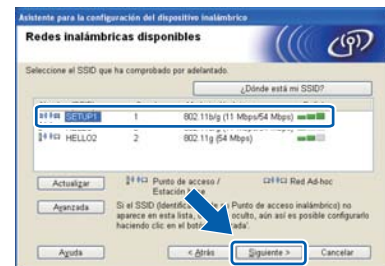 Asistente para la configuración del dispositivo inalámbrico
Redes inalámbricas disponibles
Seleccione el SSID que ha comprobado por adelantado.
¿Dónde está mi SSID?
SETUP1 1 802.11b/g (11 Mbps/54 Mbps)
HELLO2 2 802.11g (54 Mbps)
Actualizar
Punto de acceso / Estación
Red Ad-hoc
Avanzada
Si el SSID Punto de acceso inalámbrico) no
aparece en esta lista, oculto, aún así es posible configurarlo
haciendo clic en el
Ayuda
< Atrás
Siguiente >
Cancelar